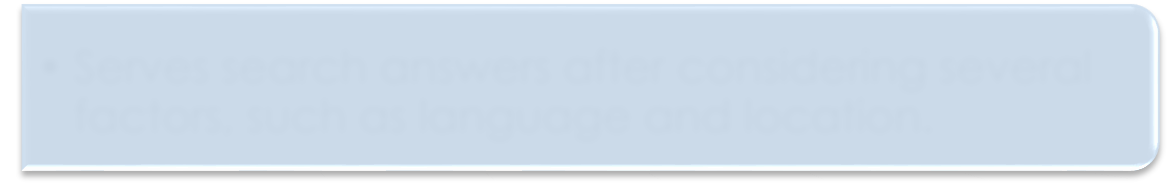 • Serves search answers after considering several
factors, such as language and location.